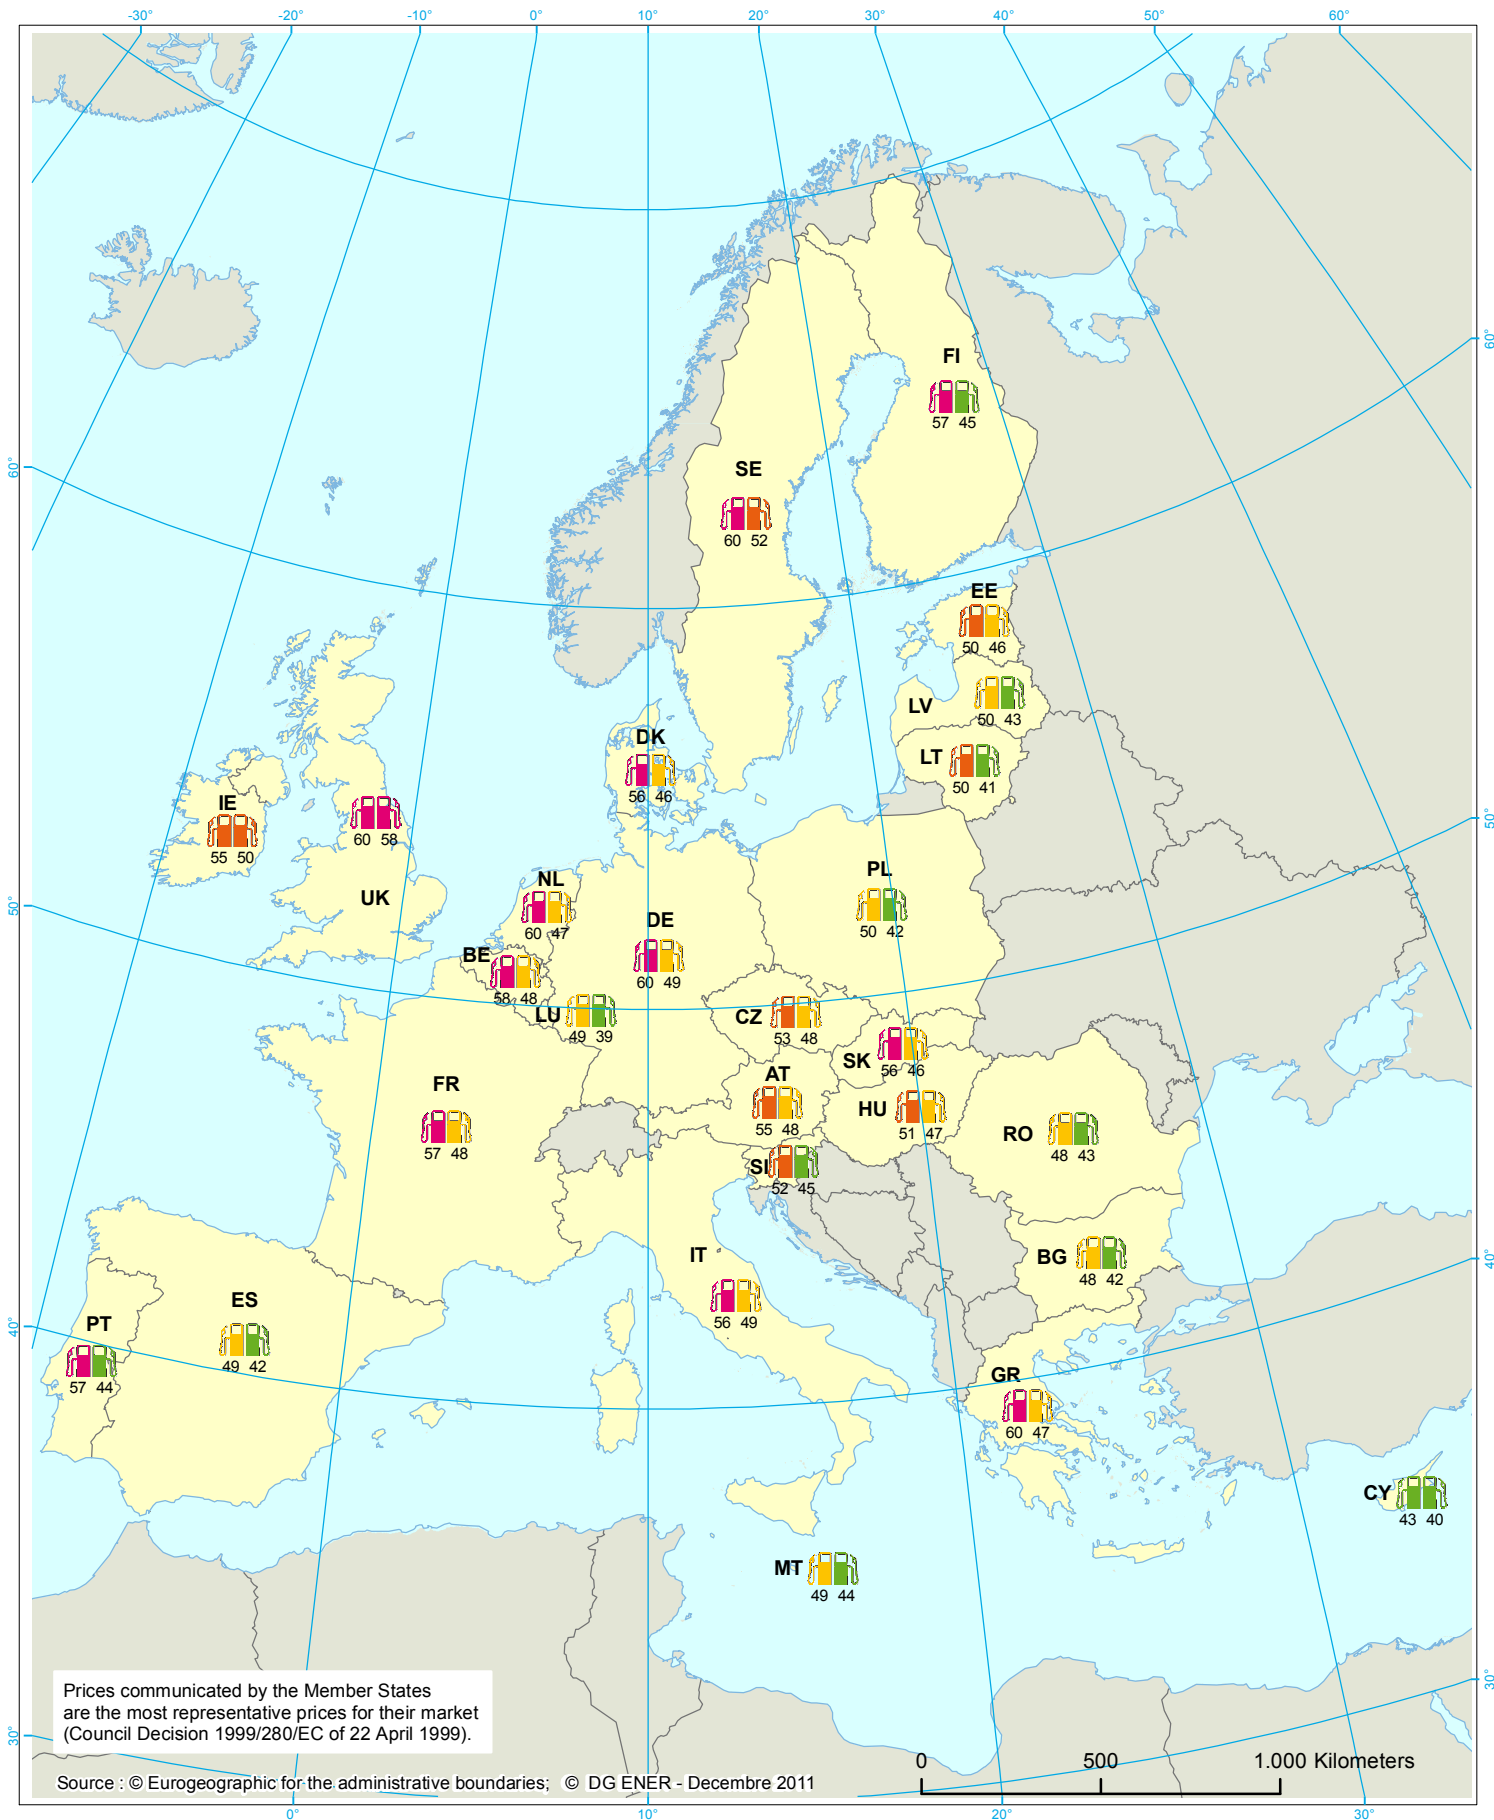 -30° -20° -10° 0° 10° 20° 30° 40° 50° 60°
FI
57 45
60°
SE
60°
60 52
EE
50 46
LV
50 43
DK
LT
56 46
50 41
IE
55 50
60 58
50°
PL
NL
UK
50°
50 42
DE
60 47
BE
60 49
58 48
LU
CZ
49 39
53 48
SK
56 46
AT
FR
HU
55 48
51 47
RO
57 48
48 43
SI
52 45
IT
BG
40°
48 42
ES
56 49
PT
40°
49 42
GR
57 44
60 47
CY
43 40
MT
49 44
30°
Prices communicated by the Member States
are the most representative prices for their market
(Council Decision 1999/280/EC of 22 April 1999).
30°
0 500 1.000 Kilometers
Source : © Eurogeographic for the administrative boundaries; © DG ENER - Decembre 2011
0° 10° 20° 30°